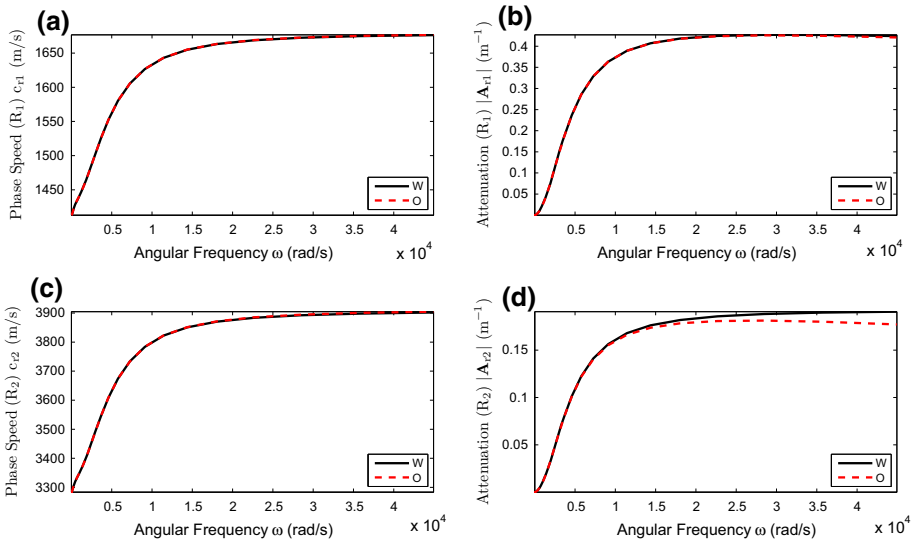 (a)
Phase Speed (R1) cr1 (m/s)
1650
1600
1550
1500
1450
0.5 1 1.5 2 2.5 3 3.5 4
x 10^4
Angular Frequency ω (rad/s)
W
O
(b)
Attenuation (R1) |Ar1| (m^-1)
0.4
0.35
0.3
0.25
0.2
0.15
0.1
0.05
0.5 1 1.5 2 2.5 3 3.5 4
x 10^4
Angular Frequency ω (rad/s)
W
O
(c)
Phase Speed (R2) cr2 (m/s)
3900
3800
3700
3600
3500
3400
3300
0.5 1 1.5 2 2.5 3 3.5 4
x 10^4
Angular Frequency ω (rad/s)
W
O
(d)
Attenuation (R2) |Ar2| (m^-1)
0.15
0.1
0.05
0.5 1 1.5 2 2.5 3 3.5 4
x 10^4
Angular Frequency ω (rad/s)
W
O